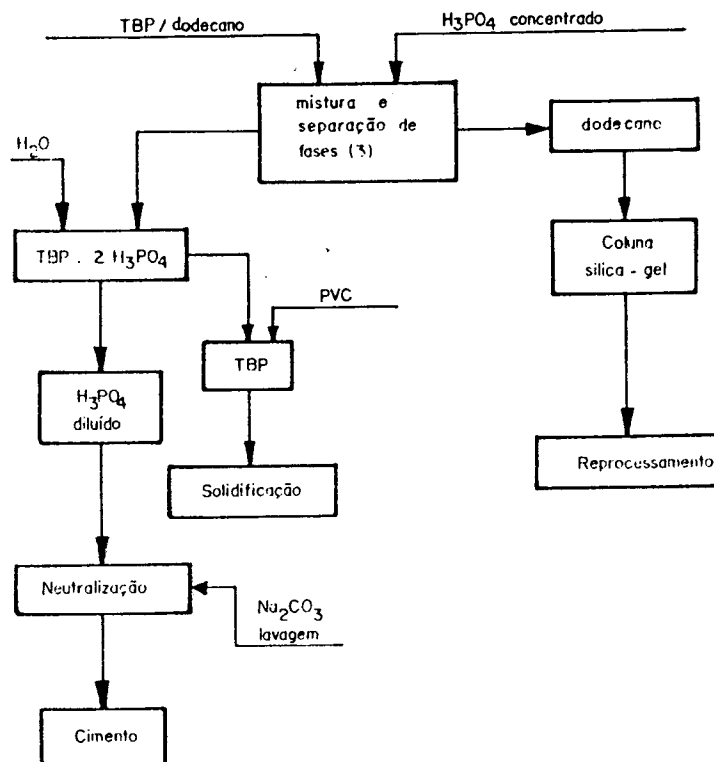 TBP / dodecano
H3PO4 concentrado
mistura e
separação de
fases (3)
dodecano
H2O
TBP . 2 H3PO4
Coluna
silica - gel
PVC
TBP
H3PO4
diluído
Reprocessamento
Solidificação
Neutralização
Na2CO3
lavagem
Cimento